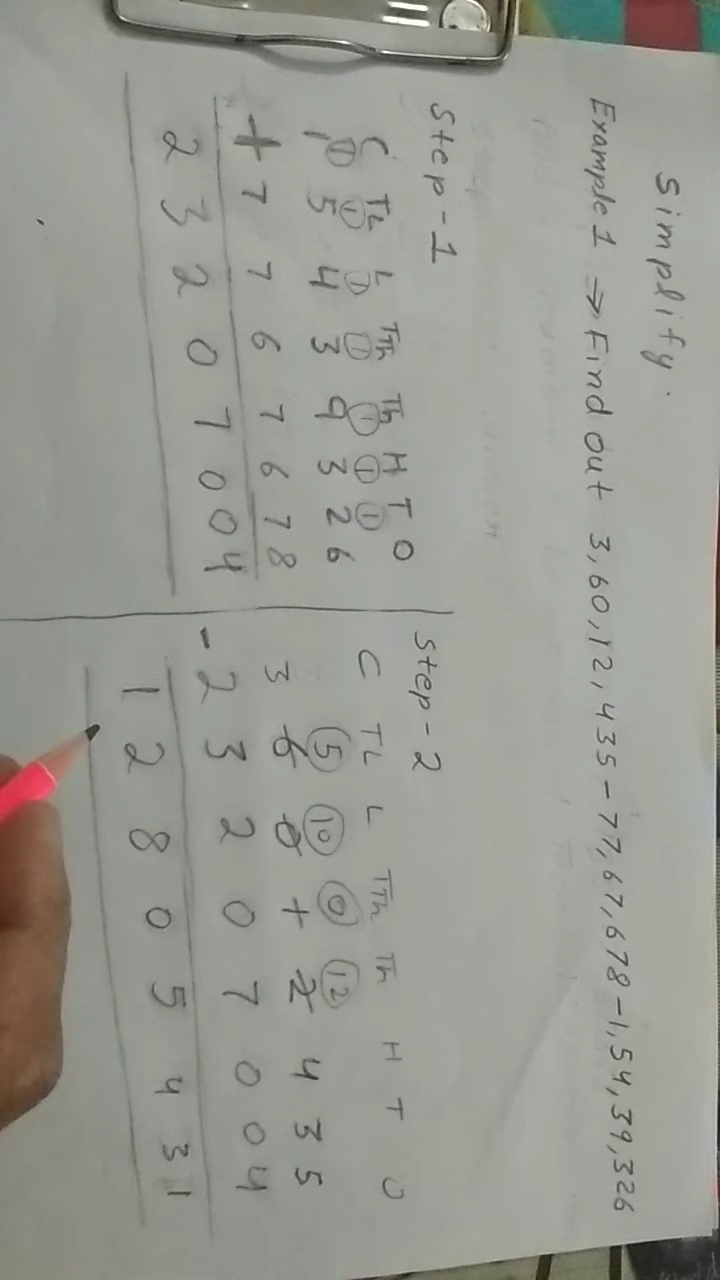 Simplify.
Example 1 → Find out 3,60,12,435 - 77,67,678 - 1,54,39,326
Step-1
C TL L TTh Th H T O
① ① ① ① ① ① ①
1 5 4 3 9 3 2 6
+ 7 7 6 7 6 7 8
2 3 2 0 7 0 0 4
Step-2
C TL L TTh Th H T O
⑤ ⑩ ⓪ ⑫
3 6 0 1 2 4 3 5
- 2 3 2 0 7 0 0 4
1 2 8 0 5 4 3 1